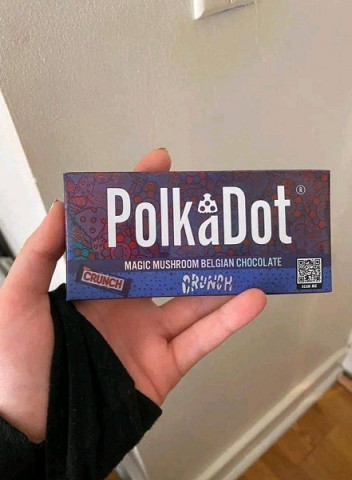 PolkaDot®
MAGIC MUSHROOM BELGIAN CHOCOLATE
CRUNCH
CRUNCH
SCAN ME